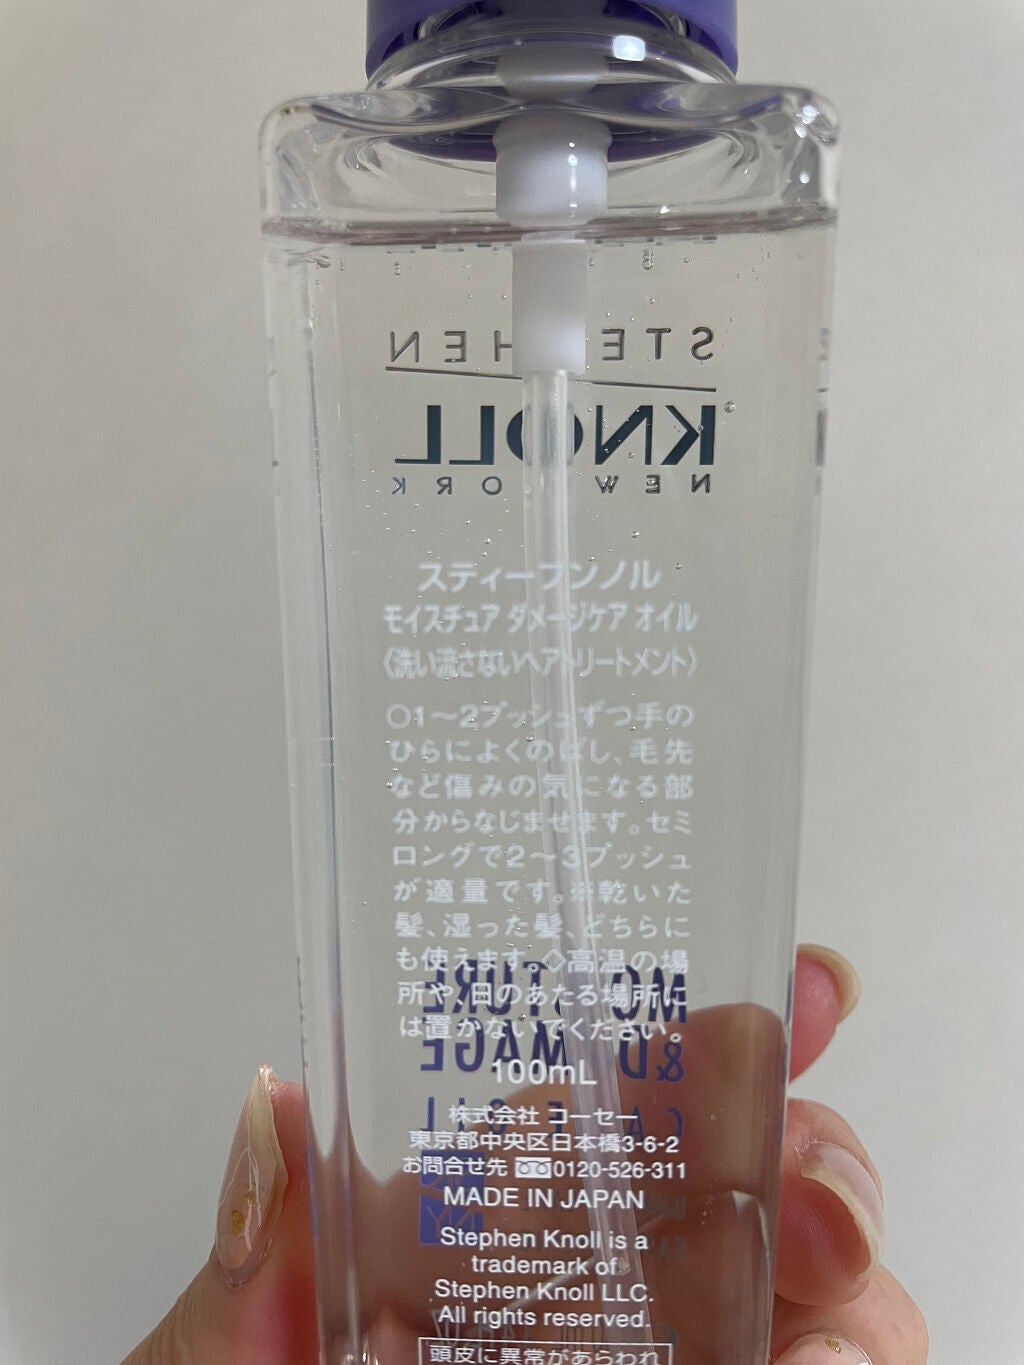 STEPHEN
KNOLL
NEW YORK
スティーブンノル
モイスチュア ダメージケア オイル
〈洗い流さないヘアトリートメント〉
○1〜2プッシュずつ手の
ひらによくのばし、毛先
など傷みの気になる部
分からなじませます。セミ
ロングで2〜3プッシュ
が適量です。※乾いた
髪、湿った髪、どちらに
も使えます。◇高温の場
所や、日のあたる場所に
は置かないでください。
MOISTURE
&DAMAGE
CARE OIL
100mL
株式会社 コーセー
東京都中央区日本橋3-6-2
お問合せ先 0120-526-311
MADE IN JAPAN
Stephen Knoll is a
trademark of
Stephen Knoll LLC.
All rights reserved.
頭皮に異常があらわれ